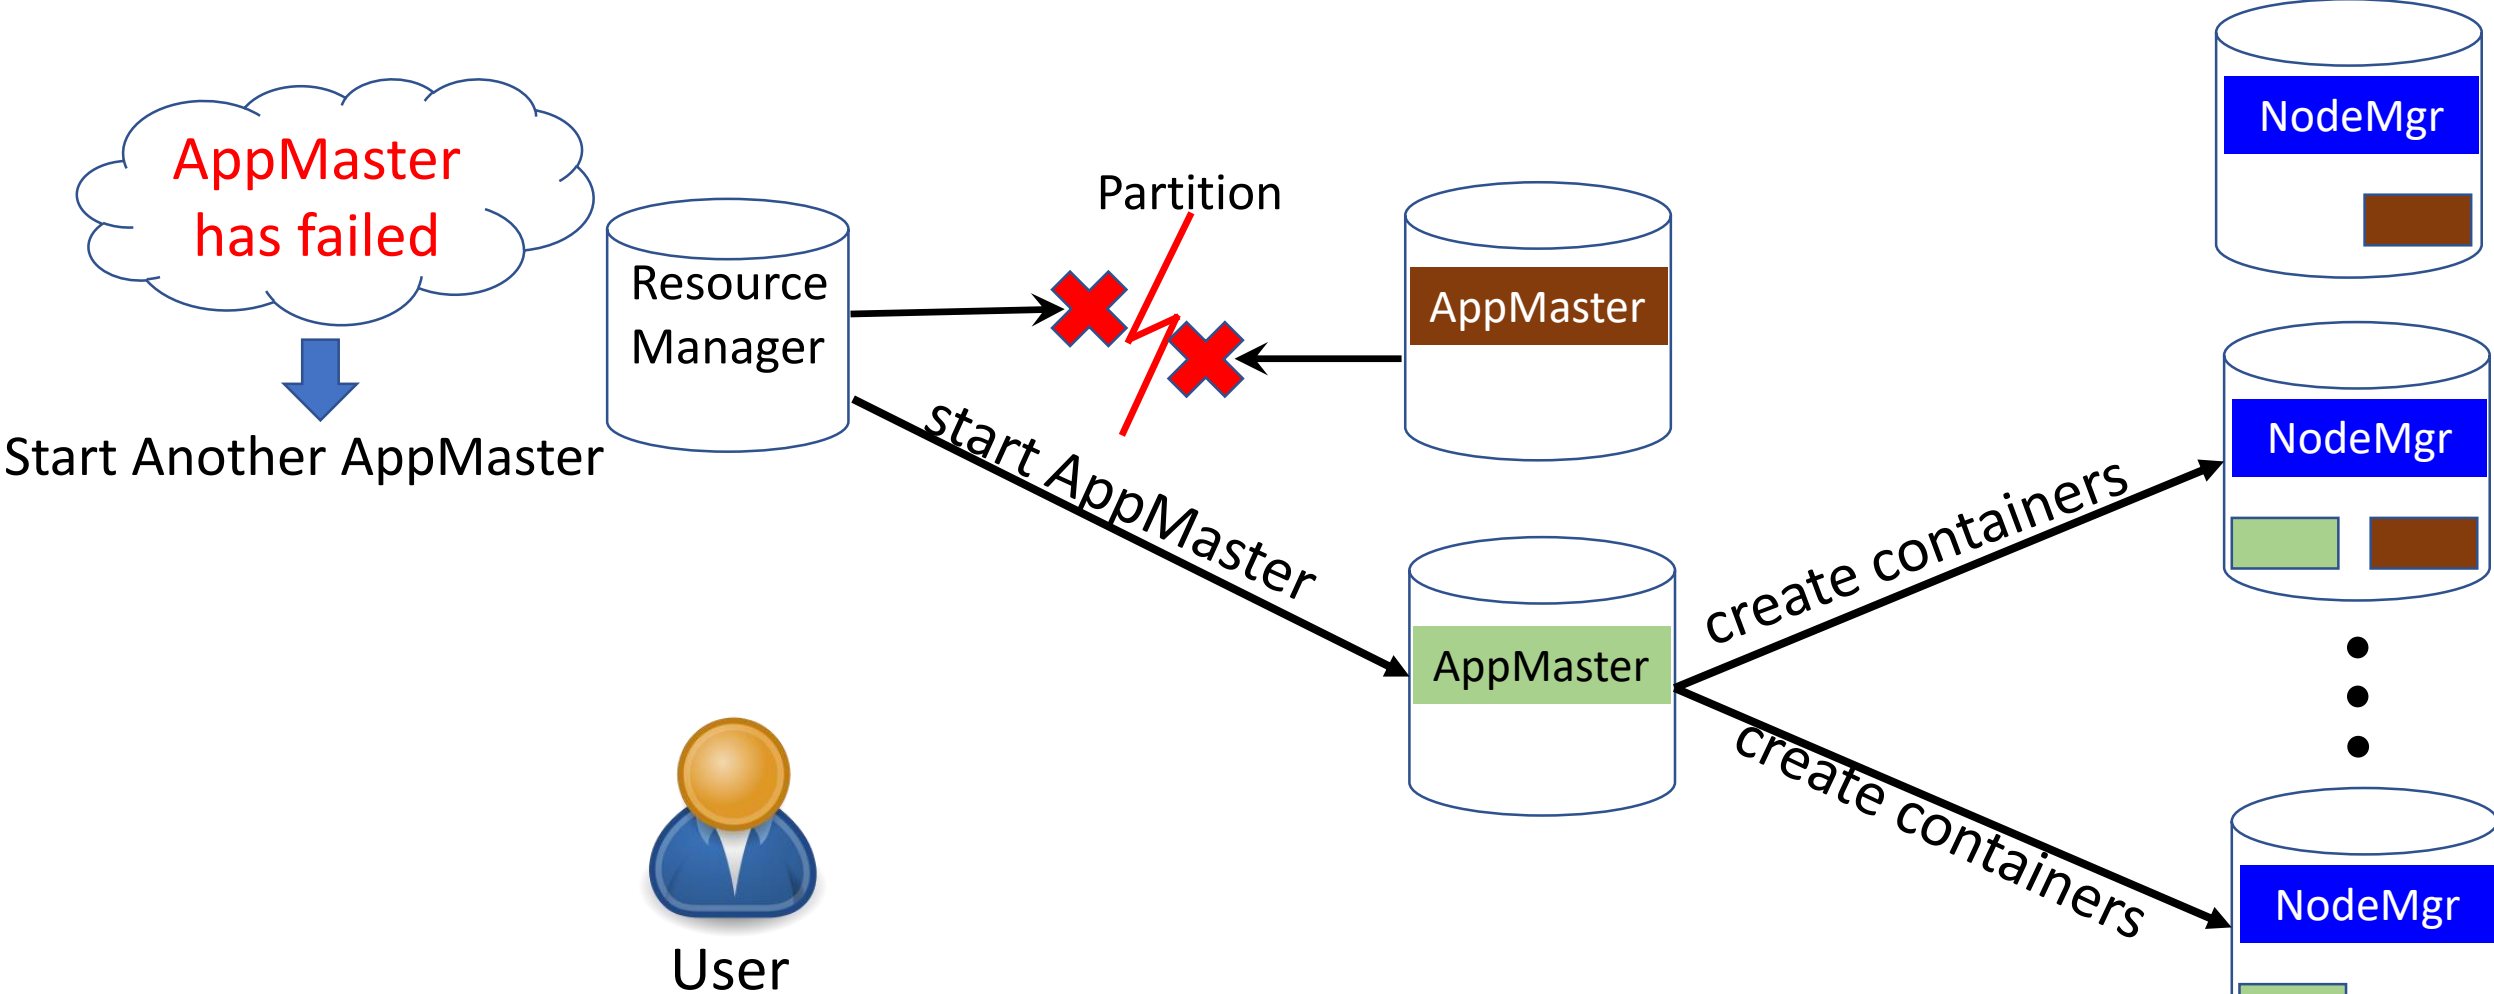 AppMaster
has failed
Start Another AppMaster
Resource
Manager
Partition
AppMaster
start AppMaster
AppMaster
create containers
create containers
NodeMgr
NodeMgr
NodeMgr
User